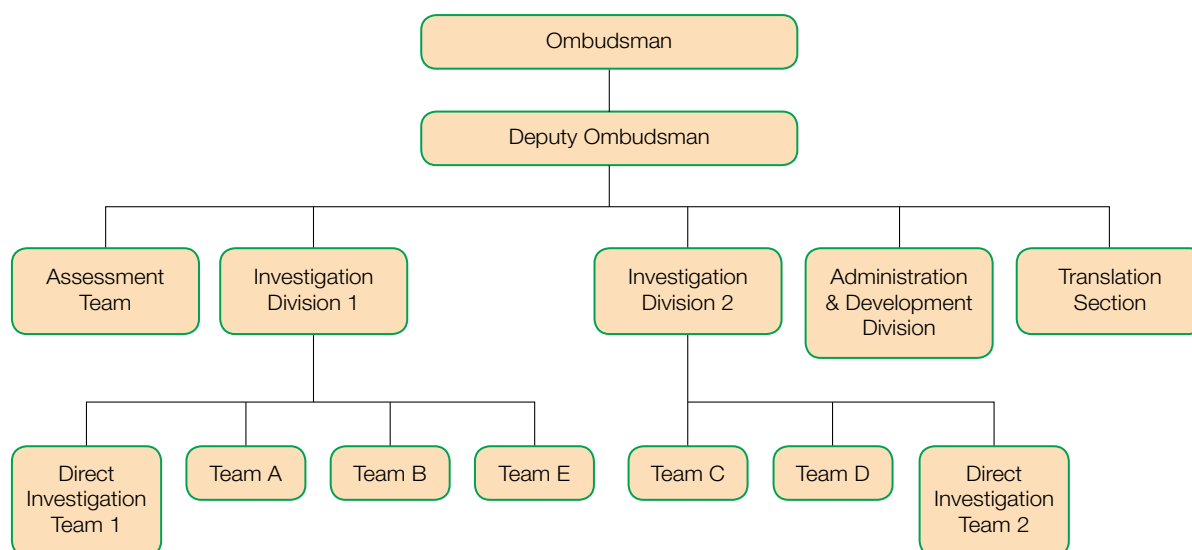 Ombudsman
Deputy Ombudsman
Assessment
Team
Investigation
Division 1
Investigation
Division 2
Administration
& Development
Division
Translation
Section
Direct
Investigation
Team 1
Team A
Team B
Team E
Team C
Team D
Direct
Investigation
Team 2